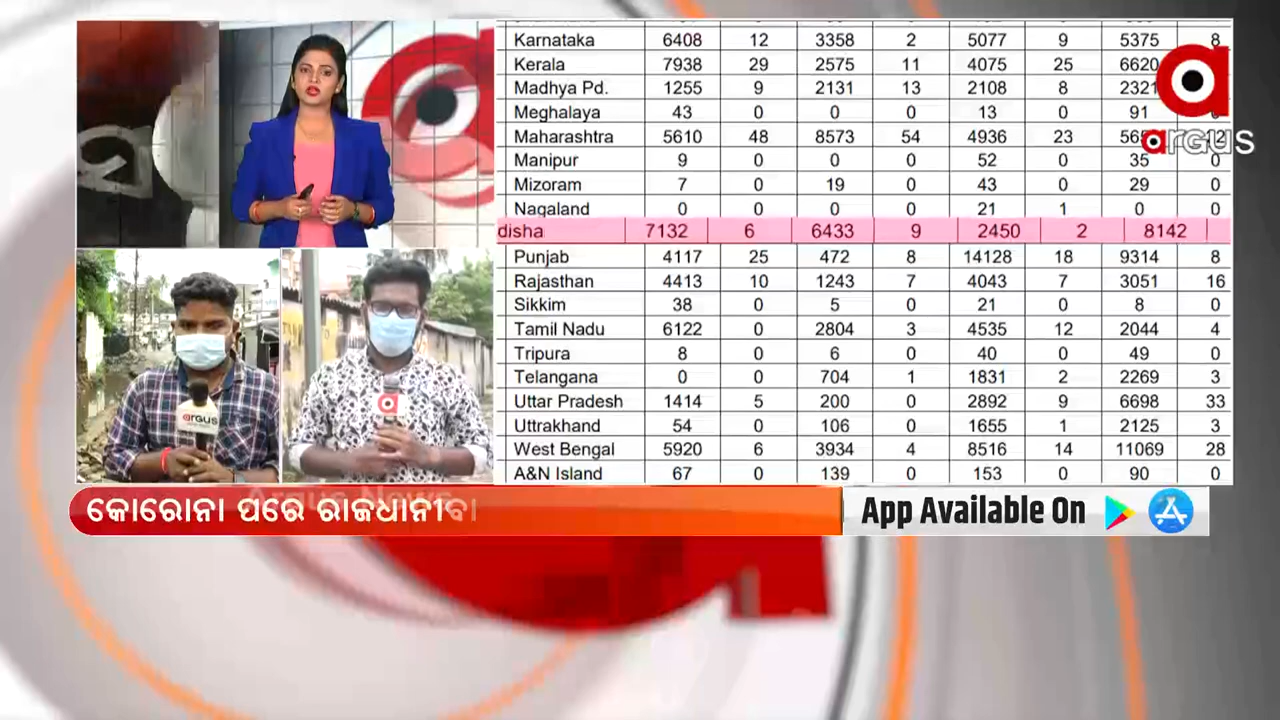 Karnataka 6408 12 3358 2 5077 9 5375 8
Kerala 7938 29 2575 11 4075 25 6620
Madhya Pd. 1255 9 2131 13 2108 8 2321
Meghalaya 43 0 0 0 13 0 91
Maharashtra 5610 48 8573 54 4936 23
Manipur 9 0 0 0 52 0 35 0
Mizoram 7 0 19 0 43 0 29 0
Nagaland 0 0 0 0 21 1 0 0
disha 7132 6 6433 9 2450 2 8142
Punjab 4117 25 472 8 14128 18 9314 8
Rajasthan 4413 10 1243 7 4043 7 3051 16
Sikkim 38 0 5 0 21 0 8 0
Tamil Nadu 6122 0 2804 3 4535 12 2044 4
Tripura 8 0 6 0 40 0 49 0
Telangana 0 0 704 1 1831 2 2269 3
Uttar Pradesh 1414 5 200 0 2892 9 6698 33
Uttrakhand 54 0 106 0 1655 1 2125 3
West Bengal 5920 6 3934 4 8516 14 11069 28
A&N Island 67 0 139 0 153 0 90 0
argus
argus
କୋରୋନା ପରେ ରାଜଧାନୀବା
App Available On